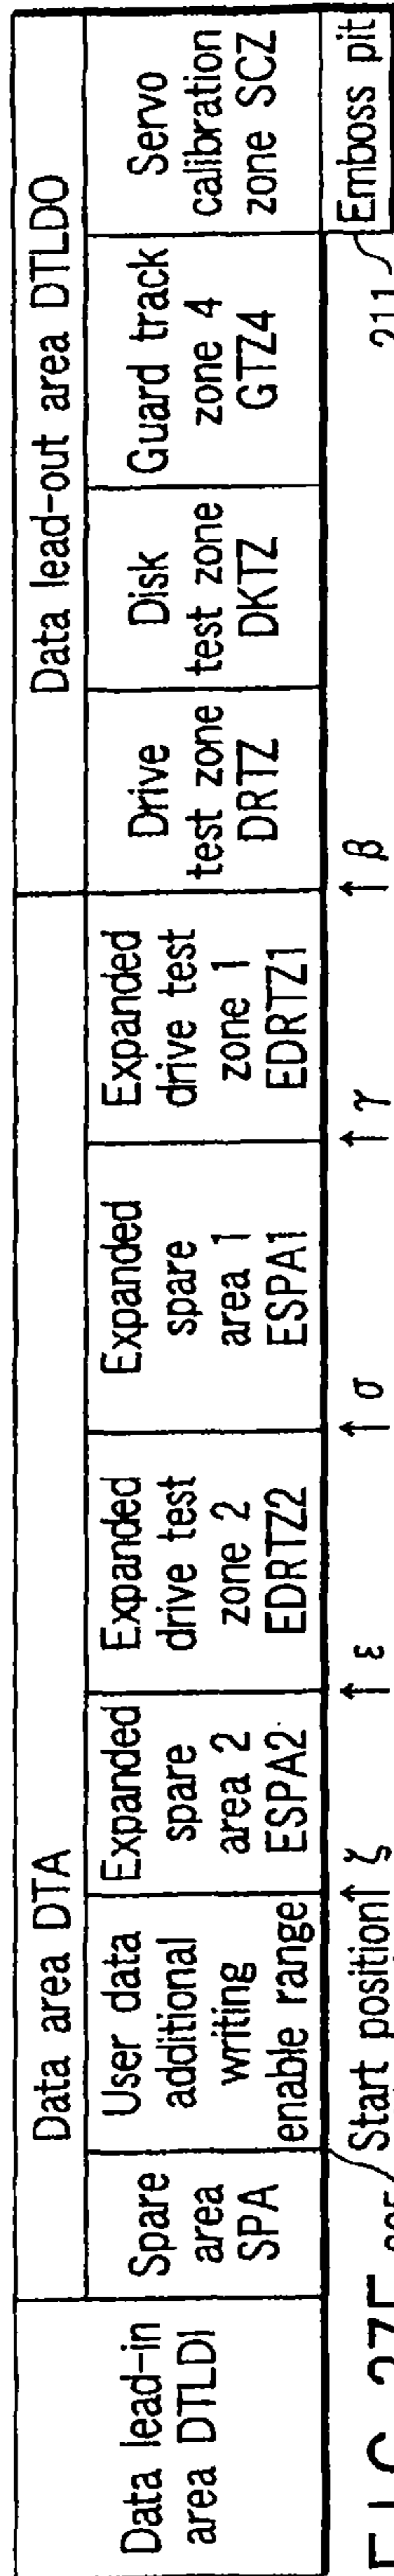 Data lead-in
area DTLDI
Data area DTA
Spare
area
SPA
User data
additional
writing
enable range
Expanded
spare
area 2
ESPA2
Expanded
drive test
zone 2
EDRTZ2
Expanded
spare
area 1
ESPA1
Expanded
drive test
zone 1
EDRTZ1
Data lead-out area DTLDO
Drive
test zone
DRTZ
Disk
test zone
DKTZ
Guard track
zone 4
GTZ4
Servo
calibration
zone SCZ
Emboss pit
Start position
ζ
ε
σ
γ
β
211